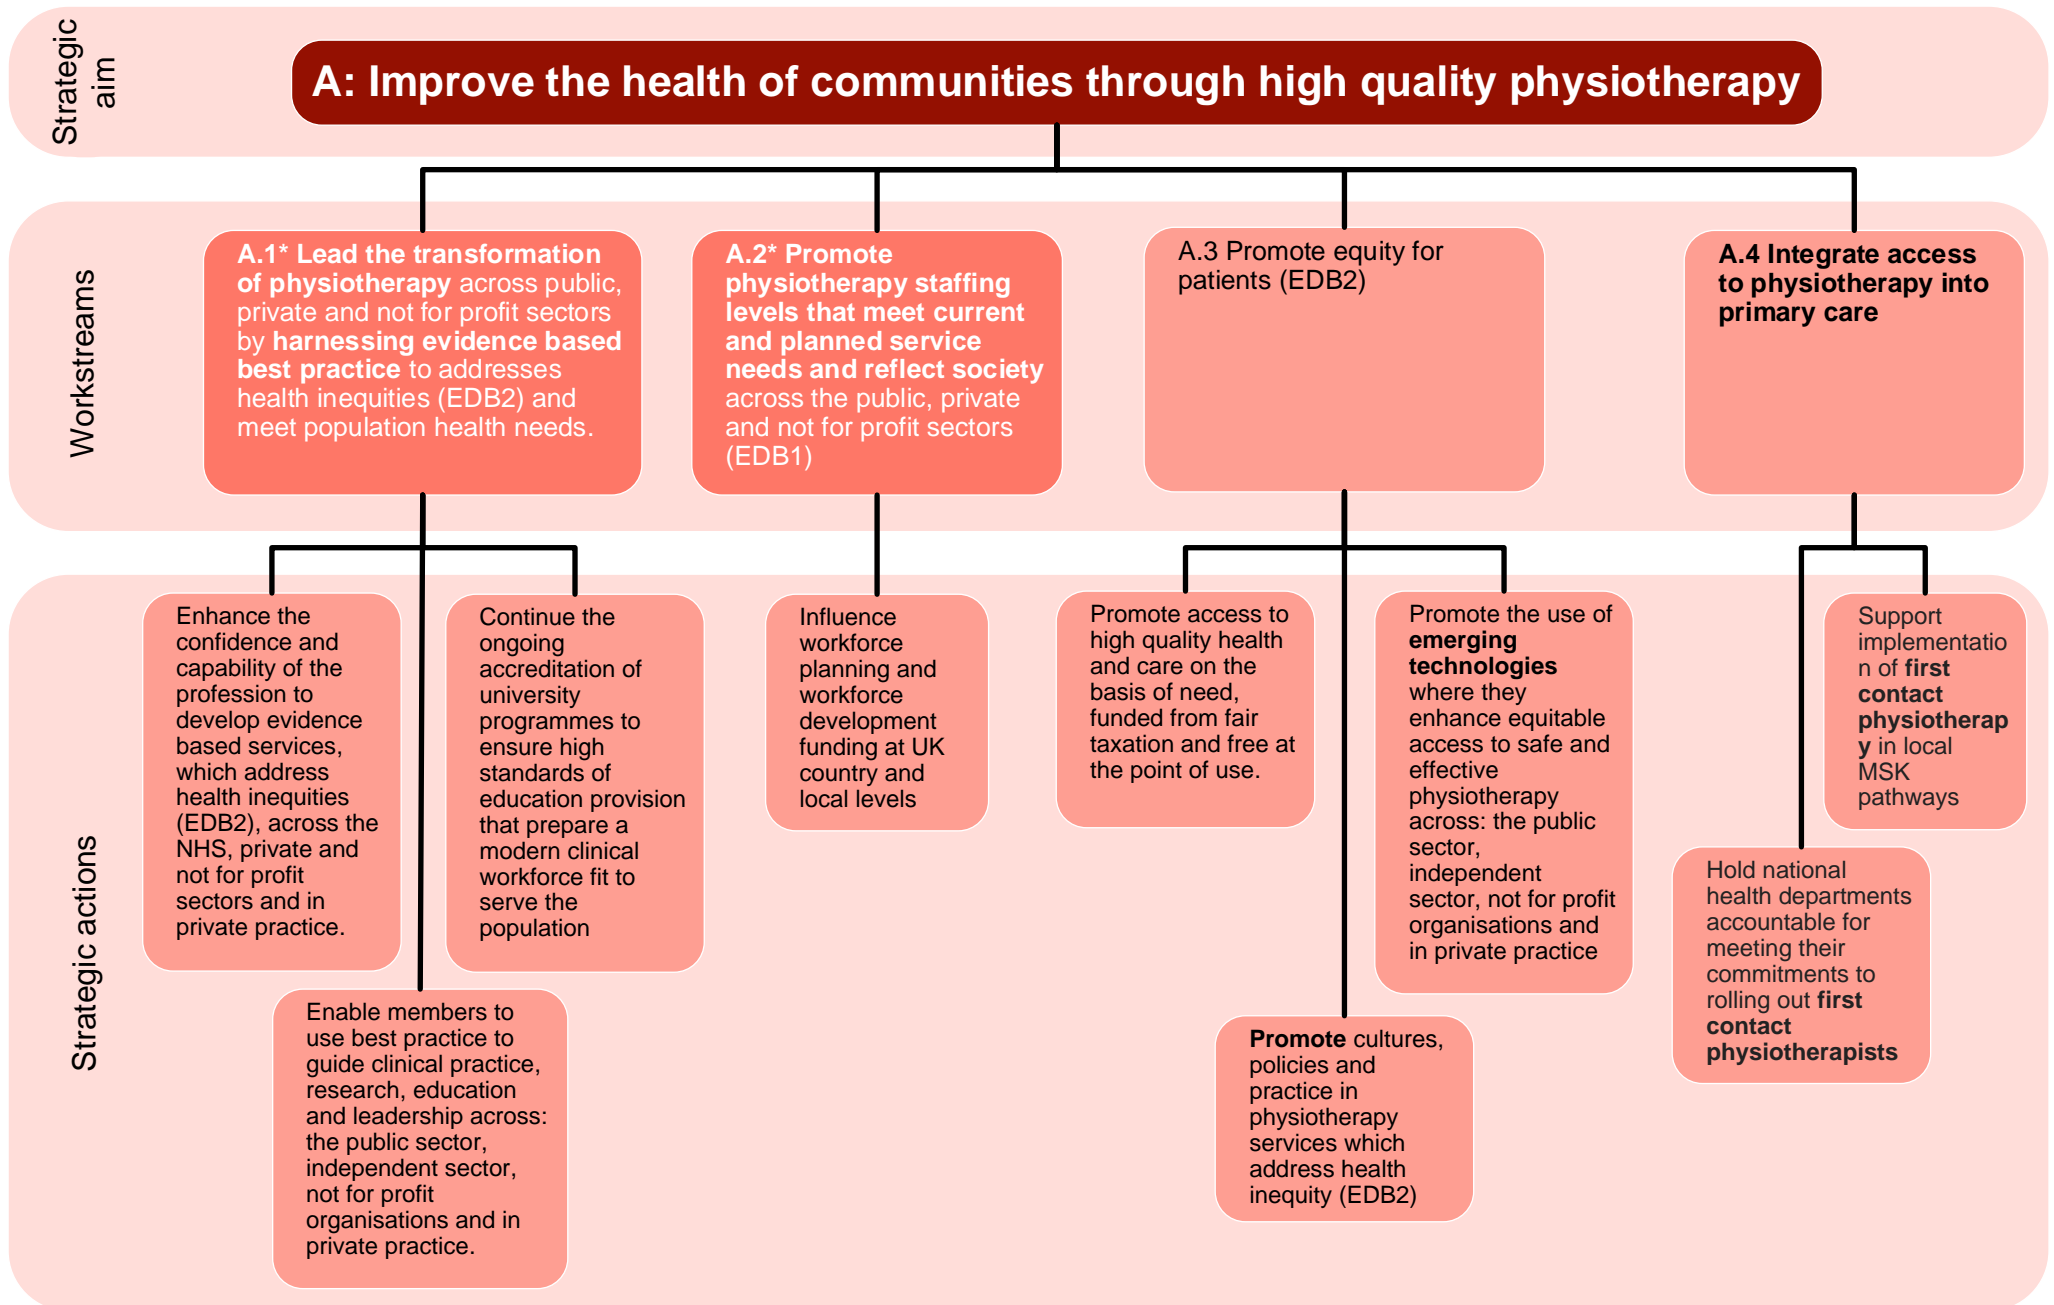 Strategic
aim
A: Improve the health of communities through high quality physiotherapy
Workstreams
A.1* Lead the transformation
of physiotherapy across public,
private and not for profit sectors
by harnessing evidence based
best practice to addresses
health inequities (EDB2) and
meet population health needs.
A.2* Promote
physiotherapy staffing
levels that meet current
and planned service
needs and reflect society
across the public, private
and not for profit sectors
(EDB1)
A.3 Promote equity for
patients (EDB2)
A.4 Integrate access
to physiotherapy into
primary care
Strategic actions
Enhance the
confidence and
capability of the
profession to
develop evidence
based services,
which address
health inequities
(EDB2), across the
NHS, private and
not for profit
sectors and in
private practice.
Continue the
ongoing
accreditation of
university
programmes to
ensure high
standards of
education provision
that prepare a
modern clinical
workforce fit to
serve the
population
Enable members to
use best practice to
guide clinical practice,
research, education
and leadership across:
the public sector,
independent sector,
not for profit
organisations and in
private practice.
Influence
workforce
planning and
workforce
development
funding at UK
country and
local levels
Promote access to
high quality health
and care on the
basis of need,
funded from fair
taxation and free at
the point of use.
Promote the use of
emerging
technologies
where they
enhance equitable
access to safe and
effective
physiotherapy
across: the public
sector,
independent
sector, not for profit
organisations and
in private practice
Promote cultures,
policies and
practice in
physiotherapy
services which
address health
inequity (EDB2)
Support
implementatio
n of first
contact
physiotherap
y in local
MSK
pathways
Hold national
health departments
accountable for
meeting their
commitments to
rolling out first
contact
physiotherapists